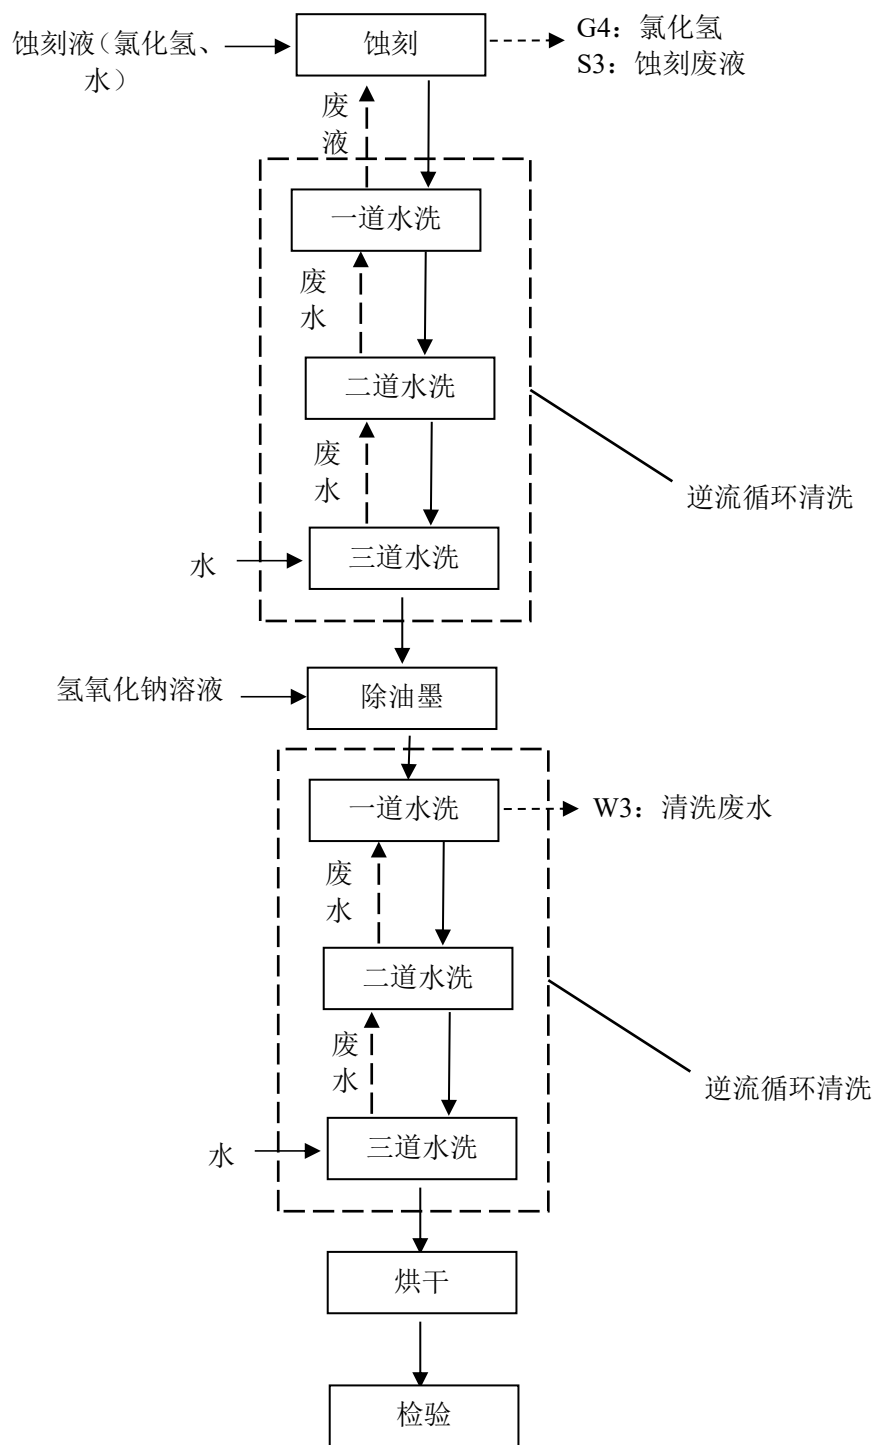 蚀刻液（氯化氢、
水）
蚀刻
G4：氯化氢
S3：蚀刻废液
废
液
一道水洗
废
水
二道水洗
废
水
逆流循环清洗
水
三道水洗
氢氧化钠溶液
除油墨
一道水洗
W3：清洗废水
废
水
二道水洗
废
水
逆流循环清洗
水
三道水洗
烘干
检验